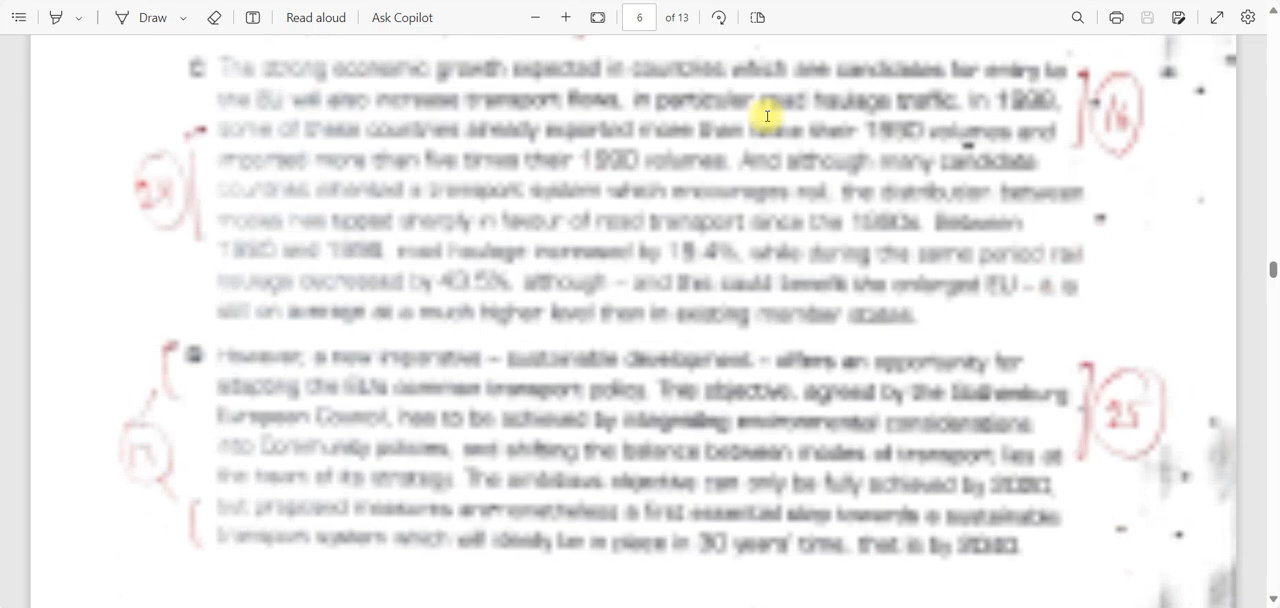 Draw
Read aloud
Ask Copilot
6
of 13
C The strong economic growth expected in countries which are candidates for entry to
the EU will also increase transport flows, in particular road haulage traffic. In 1998,
some of these countries already exported more than twice their 1990 volumes and
imported more than five times their 1990 volumes. And although many candidate
countries inherited a transport system which encourages rail, the distribution between
modes has tipped sharply in favour of road transport since the 1990s. Between
1990 and 1998, road haulage increased by 19.4%, while during the same period rail
haulage decreased by 43.5%, although – and this could benefit the enlarged EU – it is
still on average at a much higher level than in existing member states.
16
24
D However, a new imperative – sustainable development – offers an opportunity for
adapting the EU's common transport policy. This objective, agreed by the Gothenburg
European Council, has to be achieved by integrating environmental considerations
into Community policies, and shifting the balance between modes of transport lies at
the heart of its strategy. The ambitious objective can only be fully achieved by 2020,
but proposed measures are nonetheless a first essential step towards a sustainable
transport system which will ideally be in place in 30 years' time, that is by 2040.
25